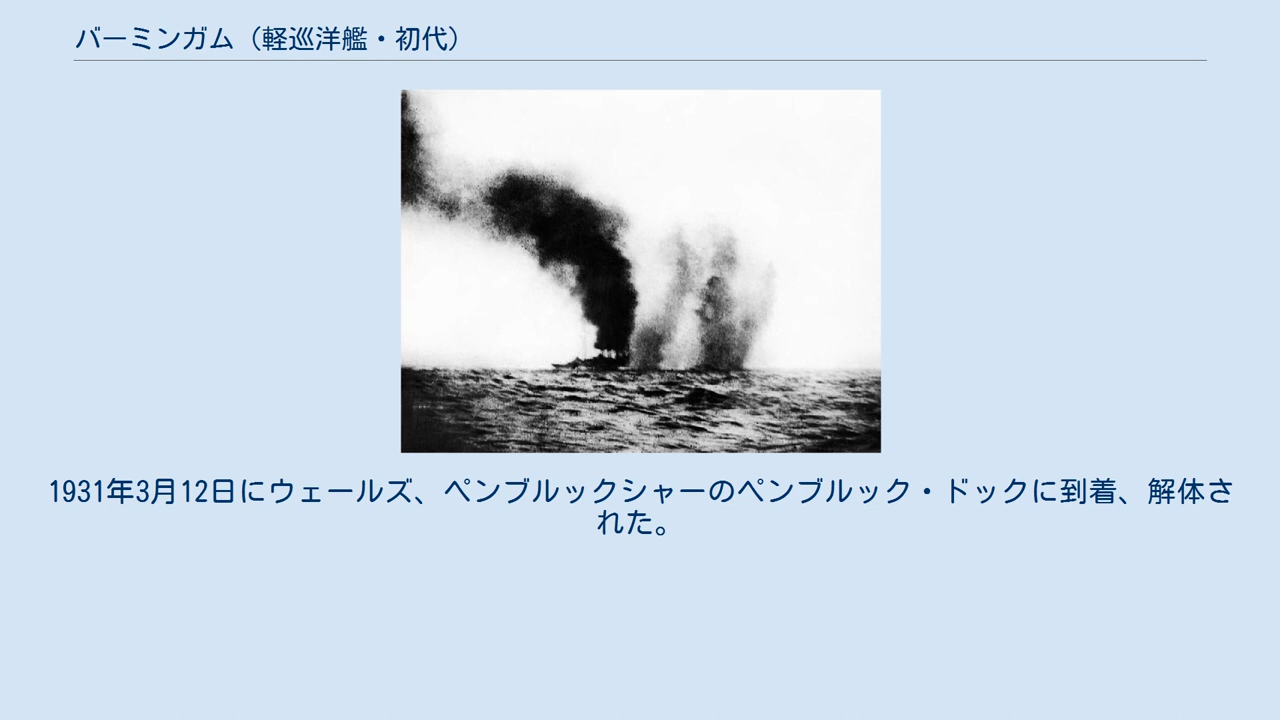 バーミンガム（軽巡洋艦・初代）
1931年3月12日にウェールズ、ペンブルックシャーのペンブルック・ドックに到着、解体さ
れた。